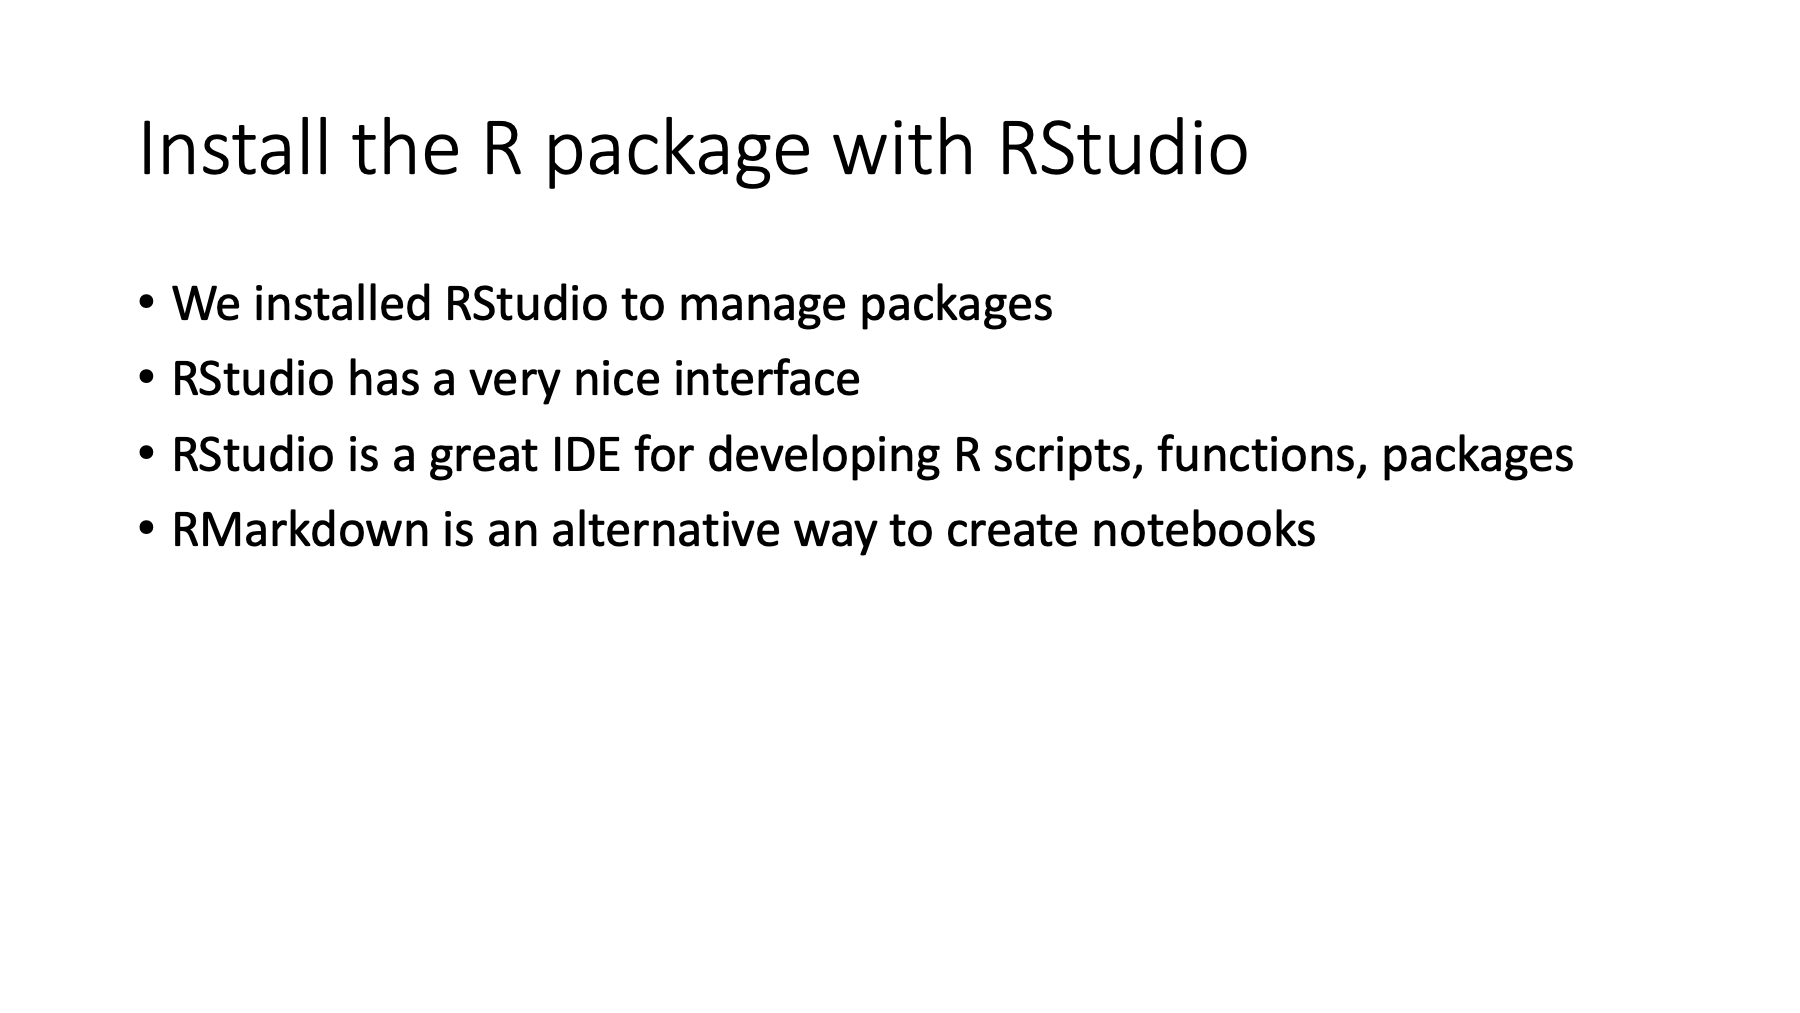 Install the R package with RStudio
• We installed RStudio to manage packages
• RStudio has a very nice interface
• RStudio is a great IDE for developing R scripts, functions, packages
• RMarkdown is an alternative way to create notebooks